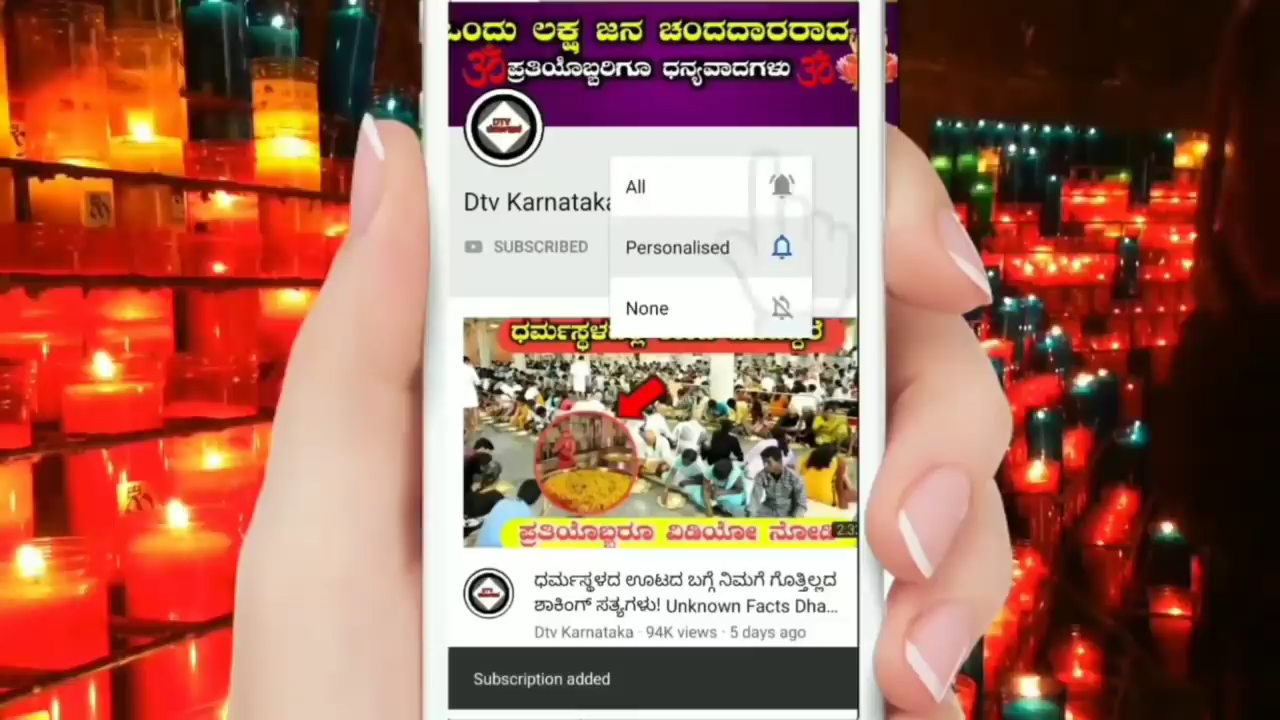 ಒಂದು ಲಕ್ಷ ಜನ ಚಂದದಾರರಾದ
ಪ್ರತಿಯೊಬ್ಬರಿಗೂ ಧನ್ಯವಾದಗಳು
DTV
Dtv Karnataka
All
SUBSCRIBED
Personalised
None
ಪ್ರತಿಯೊಬ್ಬರೂ ವಿಡಿಯೋ ನೋಡಿ
ಧರ್ಮಸ್ಥಳದ ಊಟದ ಬಗ್ಗೆ ನಿಮಗೆ ಗೊತ್ತಿಲ್ಲದ
ಶಾಕಿಂಗ್ ಸತ್ಯಗಳು! Unknown Facts Dha...
Dtv Karnataka · 94K views · 5 days ago
Subscription added